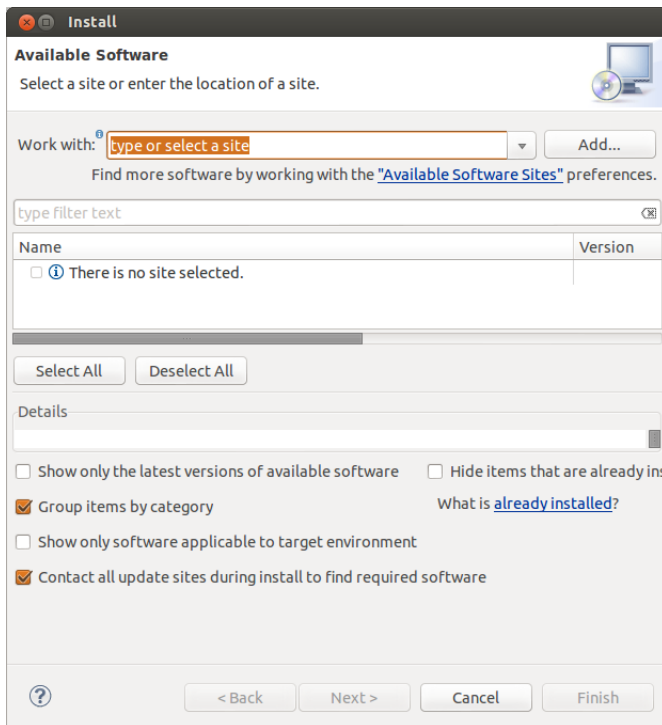 Install
Available Software
Select a site or enter the location of a site.
Work with: type or select a site Add...
Find more software by working with the "Available Software Sites" preferences.
type filter text
Name Version
There is no site selected.
Select All Deselect All
Details
Show only the latest versions of available software Hide items that are already ins
Group items by category What is already installed?
Show only software applicable to target environment
Contact all update sites during install to find required software
? < Back Next > Cancel Finish